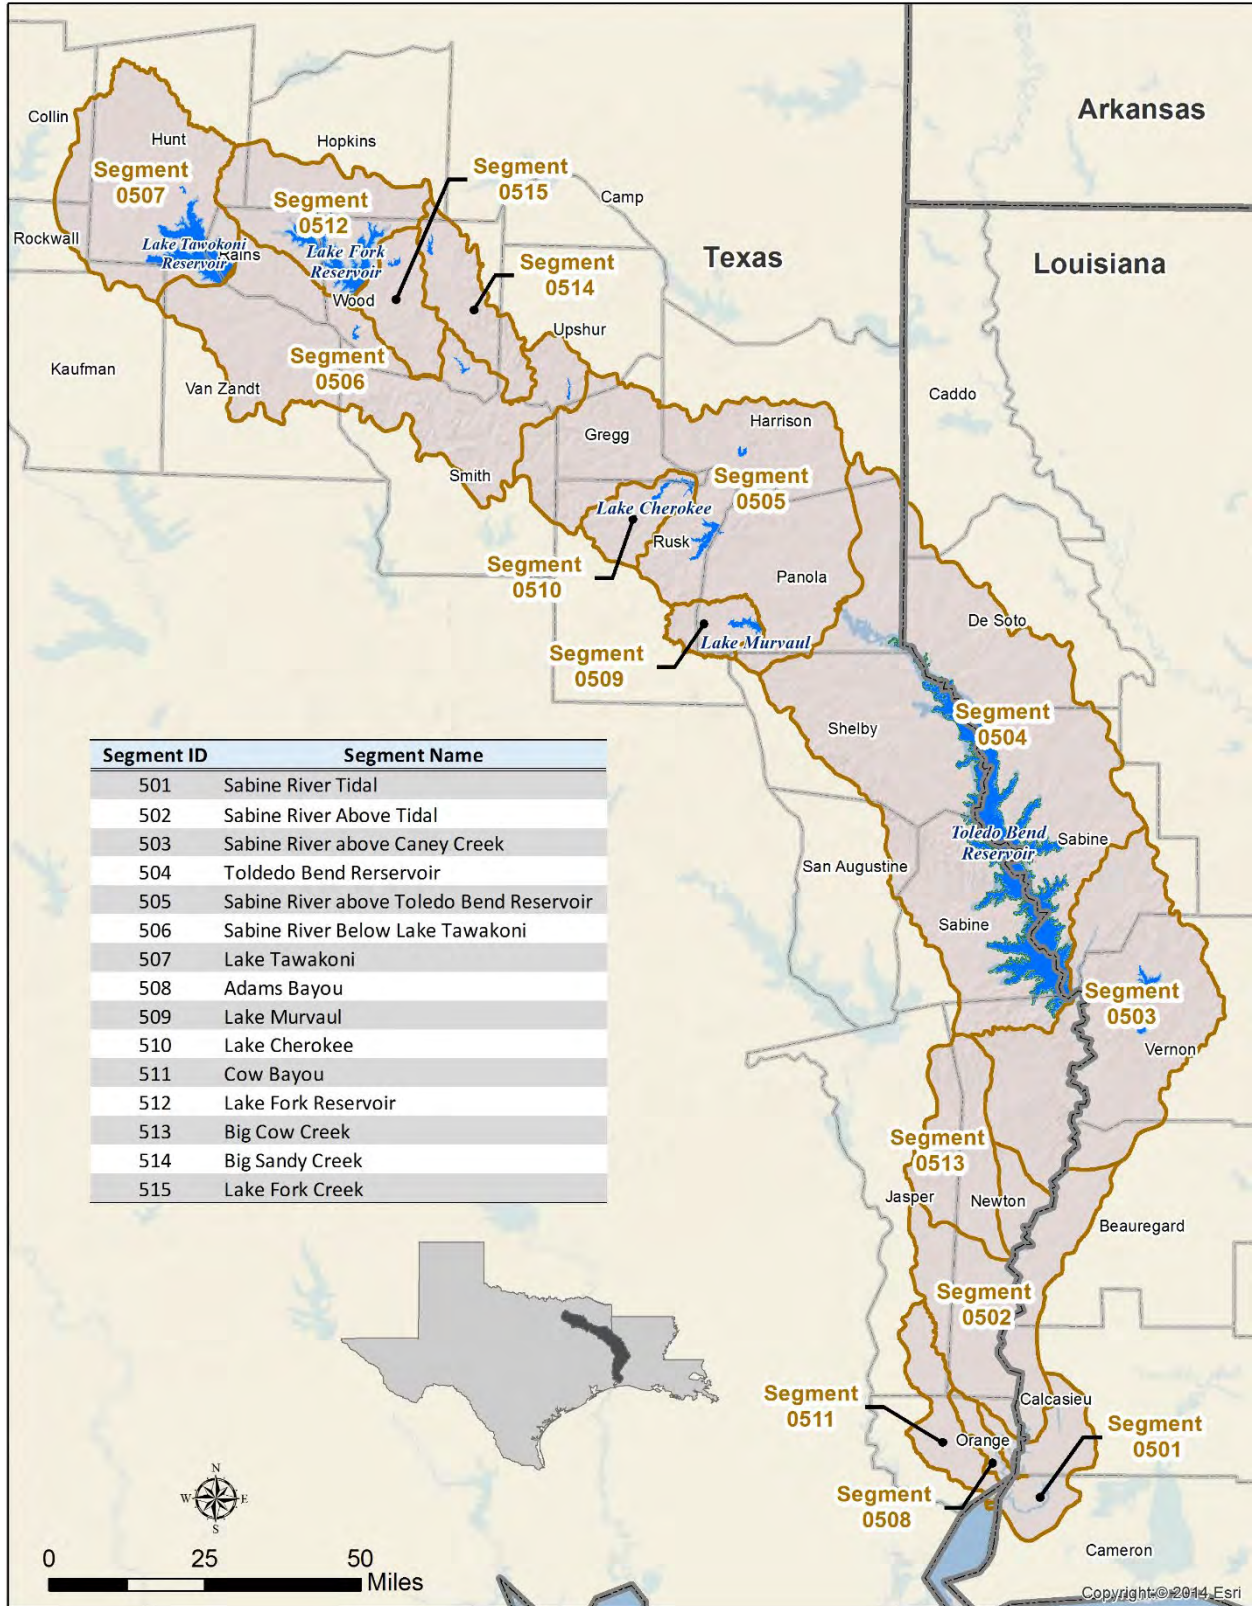 Arkansas
Collin
Hunt
Hopkins
Segment
0515
Segment
0507
Camp
Segment
0512
Rockwall
Lake Tawokoni
Reservoir
Rains
Lake Fork
Reservoir
Texas
Louisiana
Segment
0514
Wood
Upshur
Segment
0506
Kaufman
Van Zandt
Caddo
Harrison
Gregg
Smith
Segment
0505
Lake Cherokee
Rusk
Segment
0510
Panola
De Soto
Lake Murvaul
Segment
0509
Segment
0504
Shelby
Segment ID Segment Name
501 Sabine River Tidal
502 Sabine River Above Tidal
503 Sabine River above Caney Creek
504 Toldedo Bend Rerservoir
505 Sabine River above Toledo Bend Reservoir
506 Sabine River Below Lake Tawakoni
507 Lake Tawakoni
508 Adams Bayou
509 Lake Murvaul
510 Lake Cherokee
511 Cow Bayou
512 Lake Fork Reservoir
513 Big Cow Creek
514 Big Sandy Creek
515 Lake Fork Creek
Toledo Bend
Reservoir
Sabine
San Augustine
Sabine
Segment
0503
Vernon
Segment
0513
Jasper
Newton
Beauregard
Segment
0502
Segment
0511
Calcasieu
Orange
Segment
0501
Segment
0508
Cameron
N
W E
S
0 25 50
Miles
Copyright:© 2014 Esri